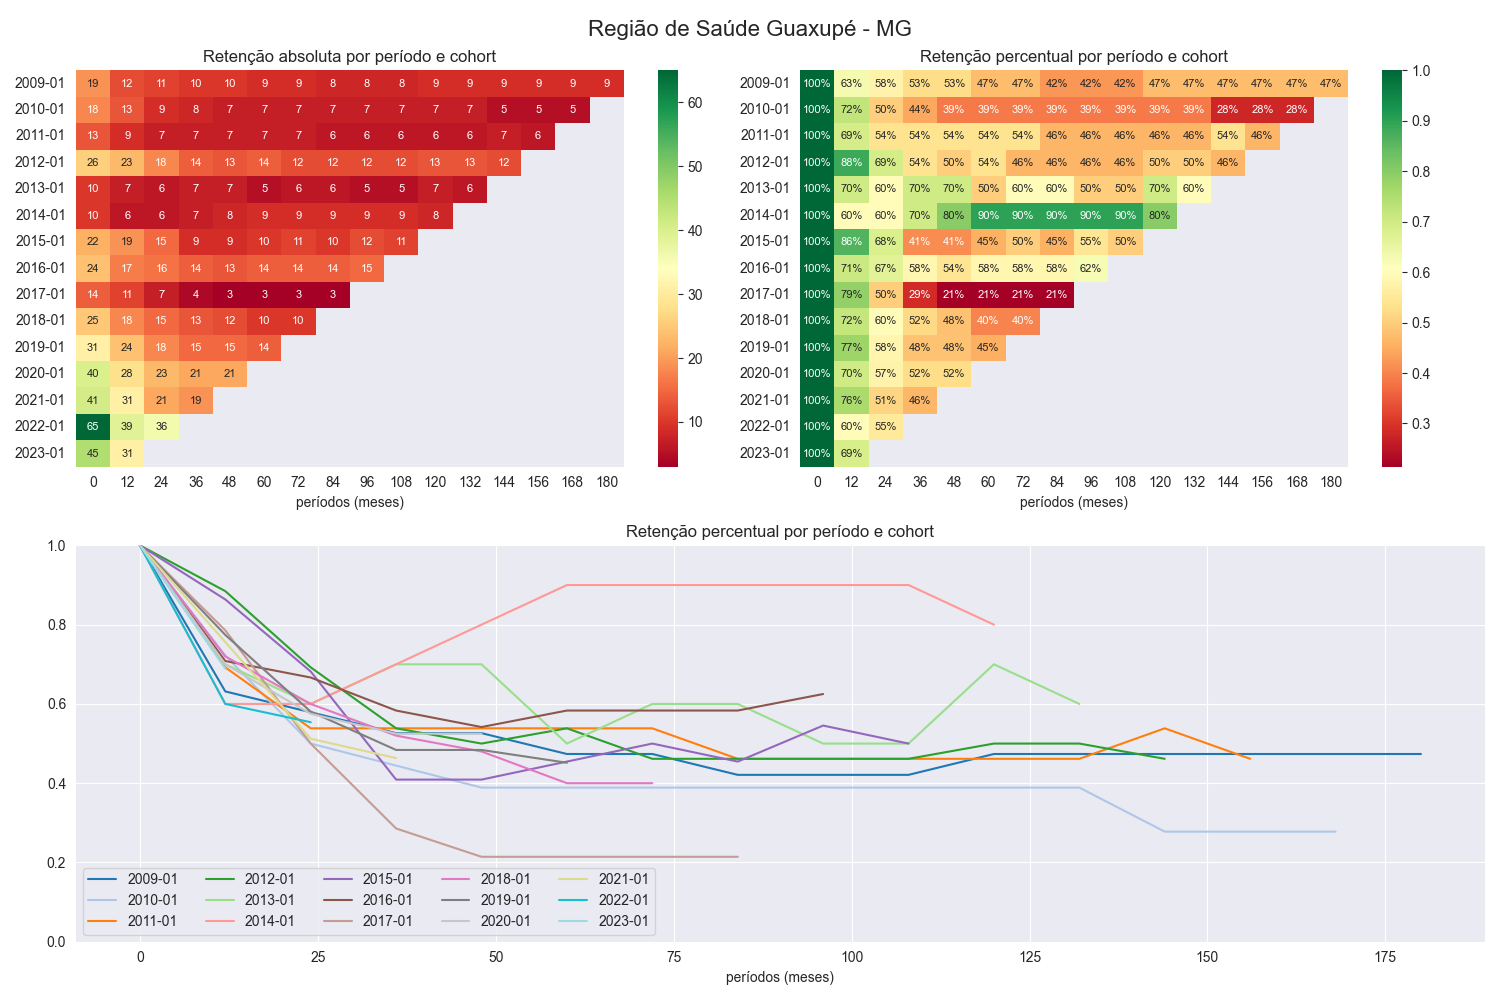 Região de Saúde Guaxupé - MG
Retenção absoluta por período e cohort
2009-01 19 12 11 10 10 9 9 8 8 8 9 9 9 9 9 9
2010-01 18 13 9 8 7 7 7 7 7 7 7 7 5 5 5
2011-01 13 9 7 7 7 7 7 6 6 6 6 6 7 6
2012-01 26 23 18 14 13 14 12 12 12 12 13 13 12
2013-01 10 7 6 7 7 5 6 6 5 5 7 6
2014-01 10 6 6 7 8 9 9 9 9 9 8
2015-01 22 19 15 9 9 10 11 10 12 11
2016-01 24 17 16 14 13 14 14 14 15
2017-01 14 11 7 4 3 3 3 3
2018-01 25 18 15 13 12 10 10
2019-01 31 24 18 15 15 14
2020-01 40 28 23 21 21
2021-01 41 31 21 19
2022-01 65 39 36
2023-01 45 31
0 12 24 36 48 60 72 84 96 108 120 132 144 156 168 180
períodos (meses)
60
50
40
30
20
10
Retenção percentual por período e cohort
2009-01 100% 63% 58% 53% 53% 47% 47% 42% 42% 42% 47% 47% 47% 47% 47% 47%
2010-01 100% 72% 50% 44% 39% 39% 39% 39% 39% 39% 39% 39% 28% 28% 28%
2011-01 100% 69% 54% 54% 54% 54% 54% 46% 46% 46% 46% 46% 54% 46%
2012-01 100% 88% 69% 54% 50% 54% 46% 46% 46% 46% 50% 50% 46%
2013-01 100% 70% 60% 70% 70% 50% 60% 60% 50% 50% 70% 60%
2014-01 100% 60% 60% 70% 80% 90% 90% 90% 90% 90% 80%
2015-01 100% 86% 68% 41% 41% 45% 50% 45% 55% 50%
2016-01 100% 71% 67% 58% 54% 58% 58% 58% 62%
2017-01 100% 79% 50% 29% 21% 21% 21% 21%
2018-01 100% 72% 60% 52% 48% 40% 40%
2019-01 100% 77% 58% 48% 48% 45%
2020-01 100% 70% 57% 52% 52%
2021-01 100% 76% 51% 46%
2022-01 100% 60% 55%
2023-01 100% 69%
0 12 24 36 48 60 72 84 96 108 120 132 144 156 168 180
períodos (meses)
1.0
0.9
0.8
0.7
0.6
0.5
0.4
0.3
Retenção percentual por período e cohort
1.0
0.8
0.6
0.4
0.2
0.0
2009-01 2012-01 2015-01 2018-01 2021-01
2010-01 2013-01 2016-01 2019-01 2022-01
2011-01 2014-01 2017-01 2020-01 2023-01
0 25 50 75 100 125 150 175
períodos (meses)